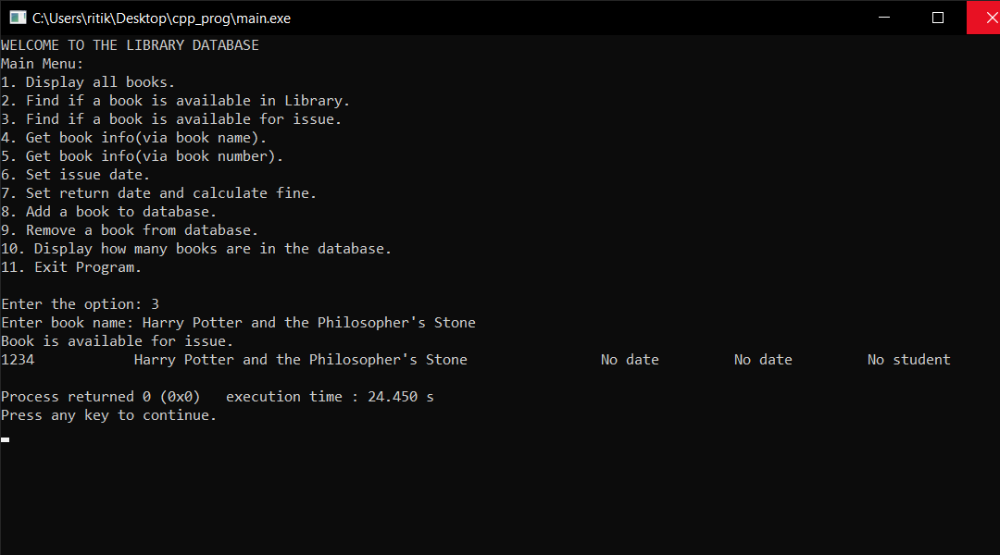 C:\Users\ritik\Desktop\cpp_prog\main.exe
WELCOME TO THE LIBRARY DATABASE
Main Menu:
1. Display all books.
2. Find if a book is available in Library.
3. Find if a book is available for issue.
4. Get book info(via book name).
5. Get book info(via book number).
6. Set issue date.
7. Set return date and calculate fine.
8. Add a book to database.
9. Remove a book from database.
10. Display how many books are in the database.
11. Exit Program.
Enter the option: 3
Enter book name: Harry Potter and the Philosopher's Stone
Book is available for issue.
1234            Harry Potter and the Philosopher's Stone                No date         No date         No student
Process returned 0 (0x0)   execution time : 24.450 s
Press any key to continue.